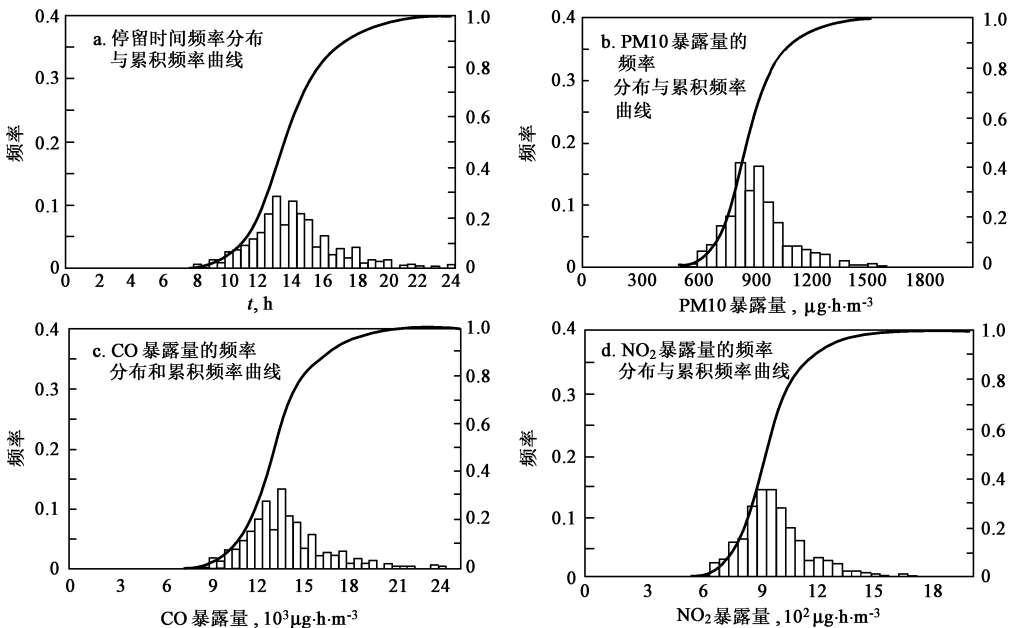 0.4
0.3
0.2
0.1
0
频率
a. 停留时间频率分布
与累积频率曲线
1.0
0.8
0.6
0.4
0.2
0
0 2 4 6 8 10 12 14 16 18 20 22 24
t, h
0.4
0.3
0.2
0.1
0
频率
b. PM10 暴露量的
频率
分布与累积频率
曲线
1.0
0.8
0.6
0.4
0.2
0
0 300 600 900 1200 1500 1800
PM10 暴露量 , μg·h·m-3
0.4
0.3
0.2
0.1
0
频率
c. CO 暴露量的频率
分布和累积频率曲线
1.0
0.8
0.6
0.4
0.2
0
0 3 6 9 12 15 18 21 24
CO 暴露量 , 10³μg·h·m-3
0.4
0.3
0.2
0.1
0
频率
d. NO₂ 暴露量的频率
分布与累积频率曲线
1.0
0.8
0.6
0.4
0.2
0
0 3 6 9 12 15 18
NO₂ 暴露量 , 10²μg·h·m-3